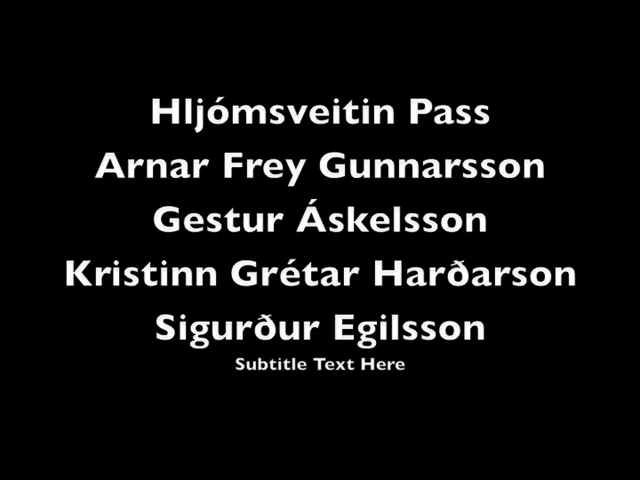 Hljómsveitin Pass
Arnar Frey Gunnarsson
Gestur Áskelsson
Kristinn Grétar Harðarson
Sigurður Egilsson
Subtitle Text Here